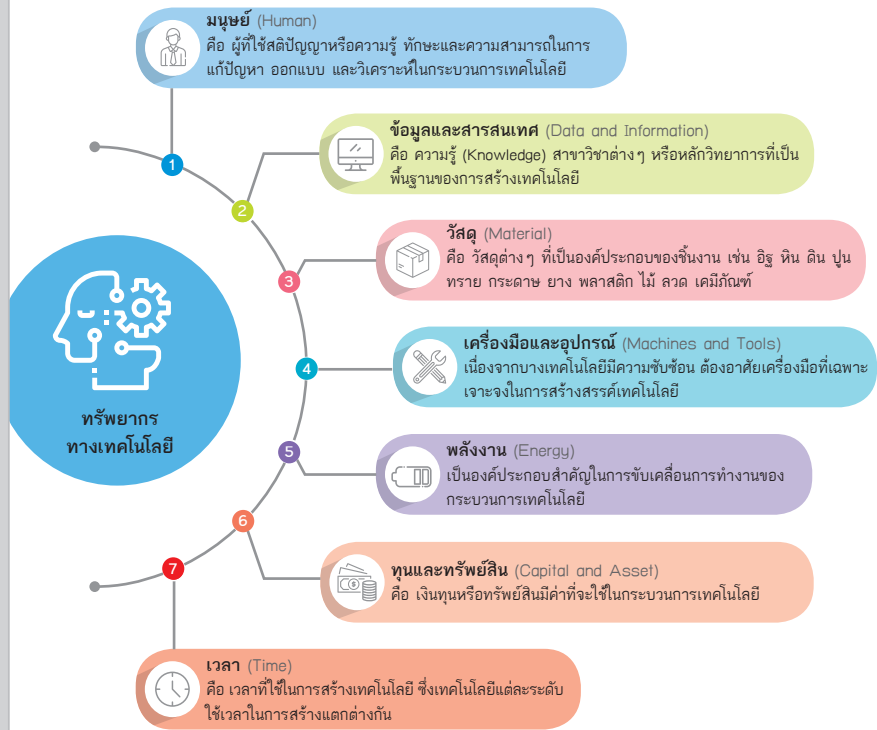 มนุษย์ (Human)
คือ ผู้ที่ใช้สติปัญญาหรือความรู้ ทักษะและความสามารถในการ
แก้ปัญหา ออกแบบ และวิเคราะห์ในกระบวนการเทคโนโลยี
1
ข้อมูลและสารสนเทศ (Data and Information)
คือ ความรู้ (Knowledge) สาขาวิชาต่างๆ หรือหลักวิทยาการที่เป็น
พื้นฐานของการสร้างเทคโนโลยี
2
วัสดุ (Material)
คือ วัสดุต่างๆ ที่เป็นองค์ประกอบของชิ้นงาน เช่น อิฐ หิน ดิน ปูน
ทราย กระดาษ ยาง พลาสติก ไม้ ลวด เคมีภัณฑ์
3
เครื่องมือและอุปกรณ์ (Machines and Tools)
เนื่องจากบางเทคโนโลยีมีความซับซ้อน ต้องอาศัยเครื่องมือที่เฉพาะ
เจาะจงในการสร้างสรรค์เทคโนโลยี
4
ทรัพยากร
ทางเทคโนโลยี
5
พลังงาน (Energy)
เป็นองค์ประกอบสำคัญในการขับเคลื่อนการทำงานของ
กระบวนการเทคโนโลยี
6
ทุนและทรัพย์สิน (Capital and Asset)
คือ เงินทุนหรือทรัพย์สินมีค่าที่จะใช้ในกระบวนการเทคโนโลยี
7
เวลา (Time)
คือ เวลาที่ใช้ในการสร้างเทคโนโลยี ซึ่งเทคโนโลยีแต่ละระดับ
ใช้เวลาในการสร้างแตกต่างกัน